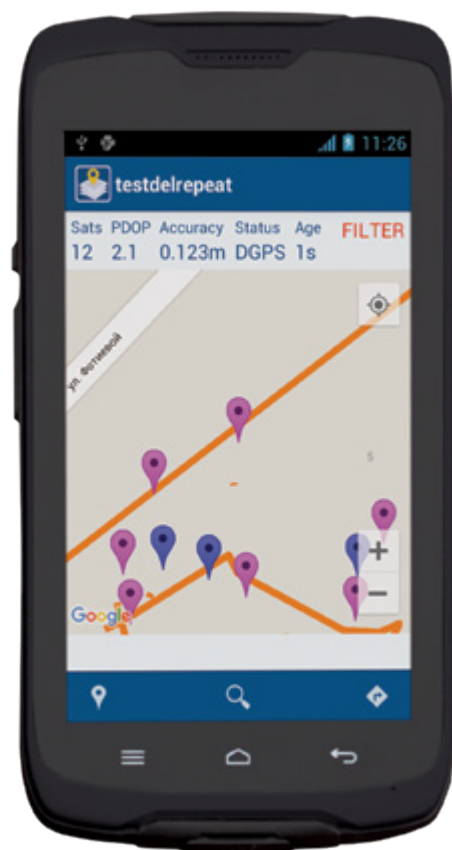 11:26
testdelrepeat
Sats PDOP Accuracy Status Age FILTER
12 2.1 0.123m DGPS 1s
ул. Фотиевой
5
+
−
Google